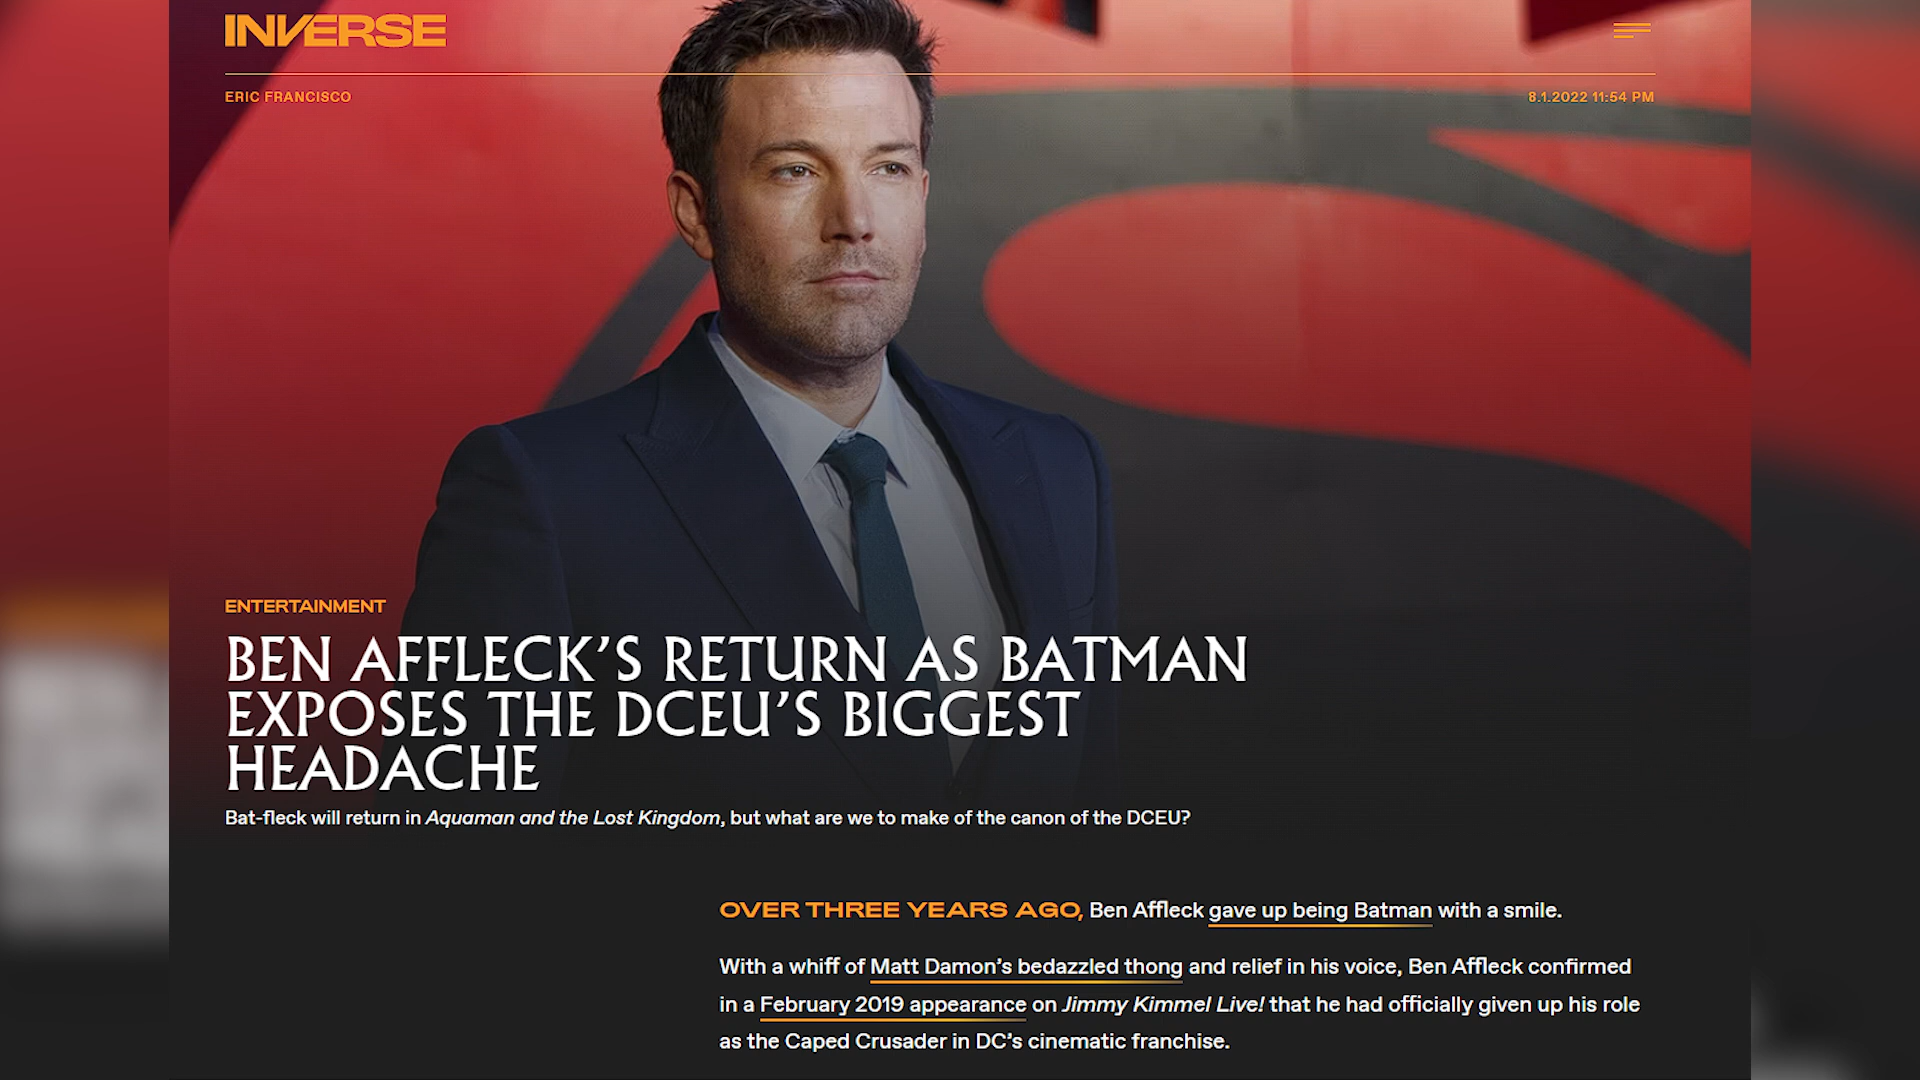 INVERSE
ERIC FRANCISCO
8.1.2022 11:54 PM
ENTERTAINMENT
BEN AFFLECK’S RETURN AS BATMAN
EXPOSES THE DCEU’S BIGGEST
HEADACHE
Bat-fleck will return in Aquaman and the Lost Kingdom, but what are we to make of the canon of the DCEU?
OVER THREE YEARS AGO, Ben Affleck gave up being Batman with a smile.
With a whiff of Matt Damon’s bedazzled thong and relief in his voice, Ben Affleck confirmed
in a February 2019 appearance on Jimmy Kimmel Live! that he had officially given up his role
as the Caped Crusader in DC’s cinematic franchise.